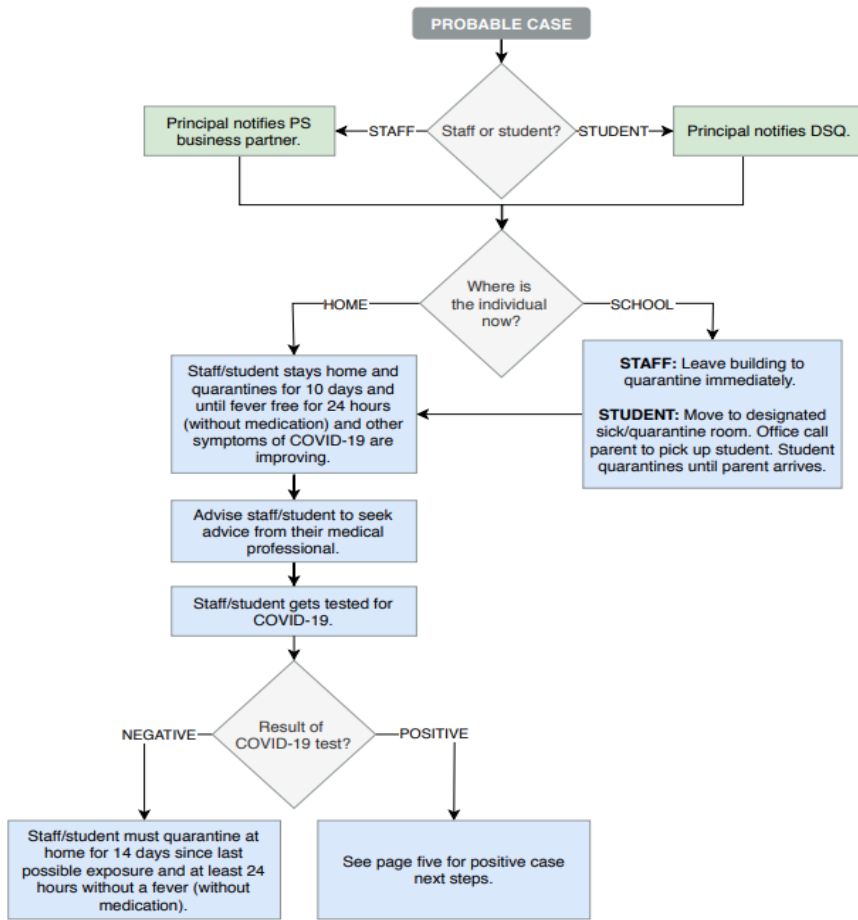 PROBABLE CASE
Staff or student?
STAFF
STUDENT
Principal notifies PS
business partner.
Principal notifies DSQ.
Where is
the individual
now?
HOME
SCHOOL
Staff/student stays home and
quarantines for 10 days and
until fever free for 24 hours
(without medication) and other
symptoms of COVID-19 are
improving.
STAFF: Leave building to
quarantine immediately.
STUDENT: Move to designated
sick/quarantine room. Office call
parent to pick up student. Student
quarantines until parent arrives.
Advise staff/student to seek
advice from their medical
professional.
Staff/student gets tested for
COVID-19.
Result of
COVID-19 test?
NEGATIVE
POSITIVE
Staff/student must quarantine at
home for 14 days since last
possible exposure and at least 24
hours without a fever (without
medication).
See page five for positive case
next steps.